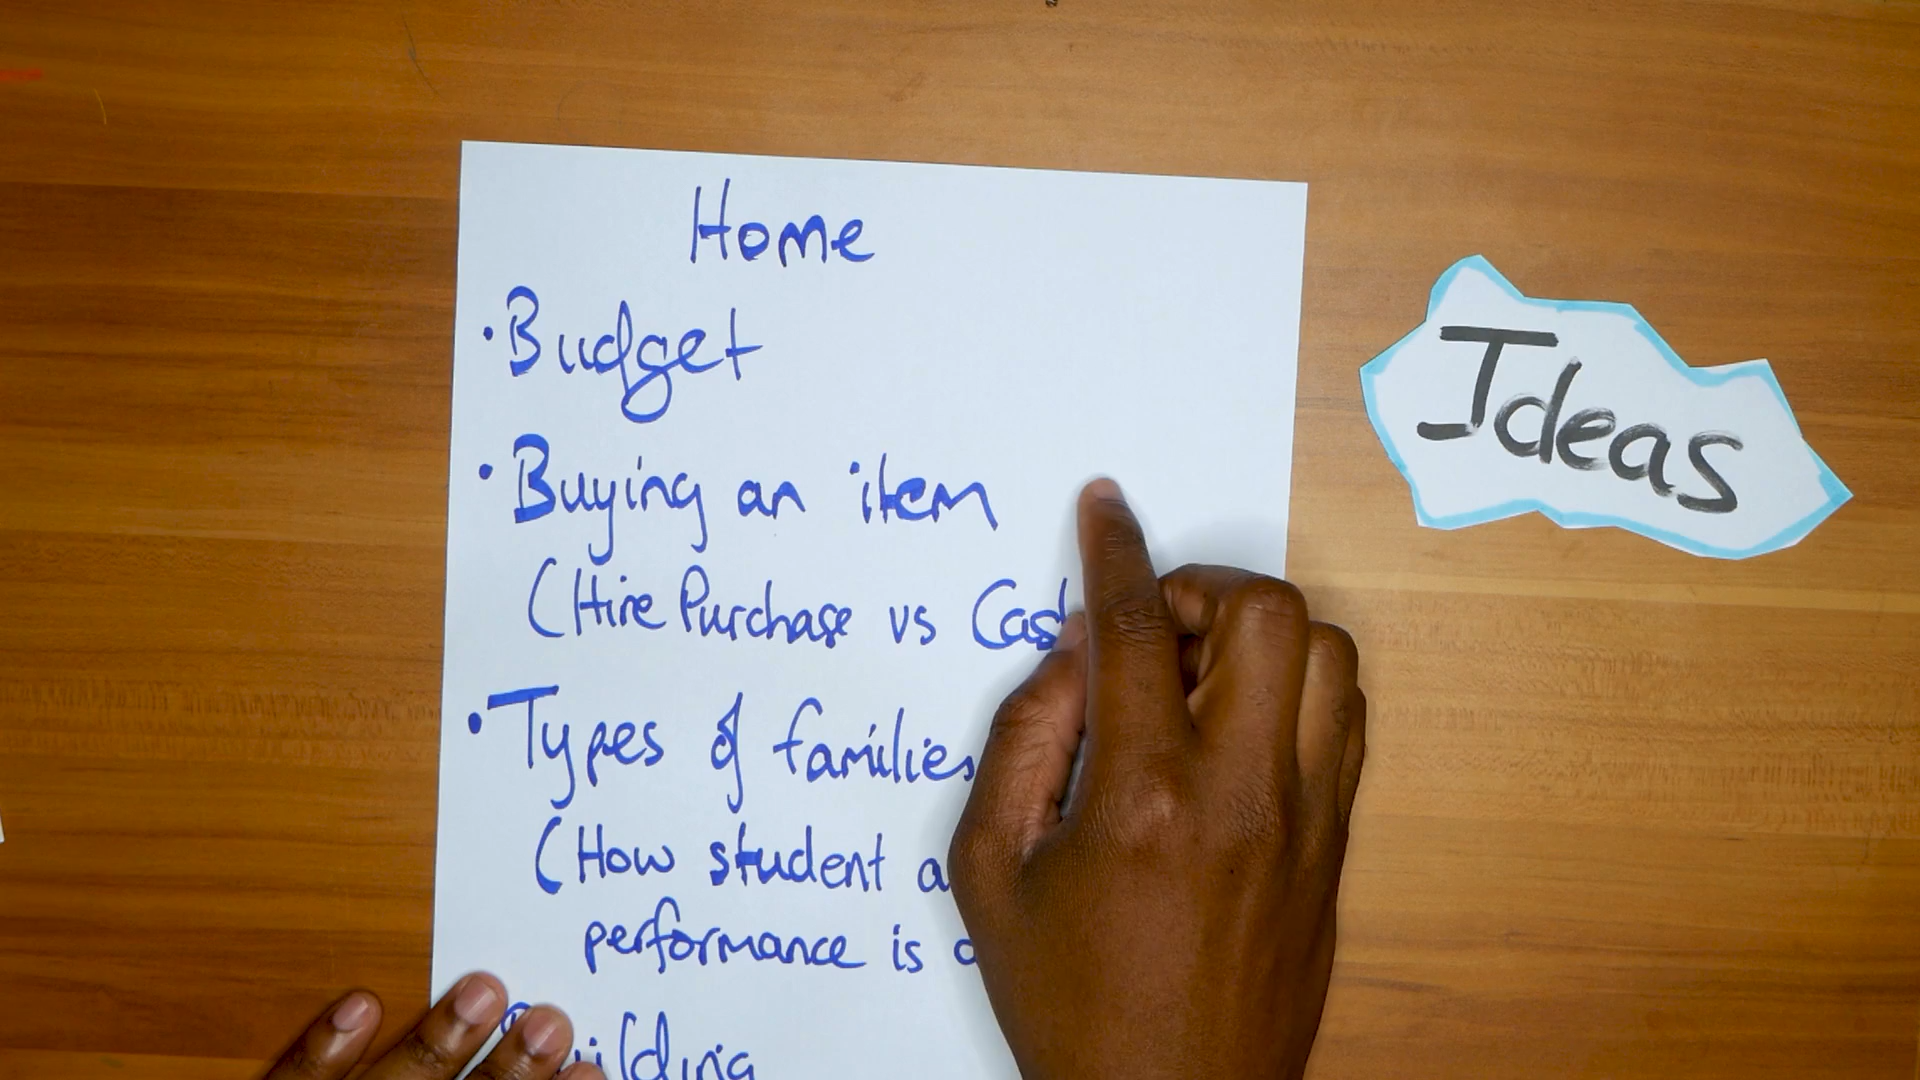 Home
• Budget
• Buying an item
(Hire Purchase vs
• Types of families
(How student
performance is
Ideas